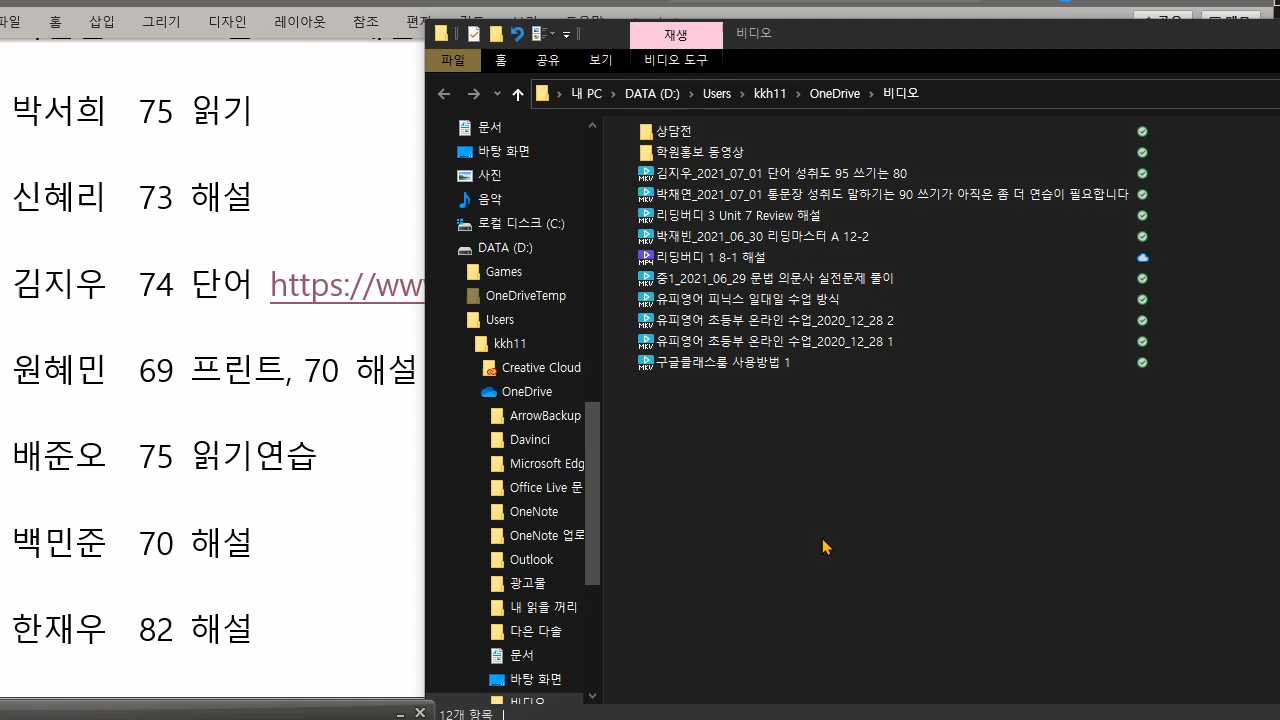 파일 홈 삽입 그리기 디자인 레이아웃 참조
박서희 75 읽기
신혜리 73 해설
김지우 74 단어 https://ww
원혜민 69 프린트, 70 해설
배준오 75 읽기연습
백민준 70 해설
한재우 82 해설
재생 비디오
파일 홈 공유 보기 비디오 도구
내 PC › DATA (D:) › Users › kkh11 › OneDrive › 비디오
문서
바탕 화면
사진
음악
로컬 디스크 (C:)
DATA (D:)
Games
OneDriveTemp
Users
kkh11
Creative Cloud
OneDrive
ArrowBackup
Davinci
Microsoft Edg
Office Live 문
OneNote
OneNote 업로
Outlook
광고물
내 읽을 꺼리
다은 다솔
문서
바탕 화면
비디오
상담전
학원홍보 동영상
김지우_2021_07_01 단어 성취도 95 쓰기는 80
박채연_2021_07_01 통문장 성취도 말하기는 90 쓰기가 아직은 좀 더 연습이 필요합니다
리딩버디 3 Unit 7 Review 해설
박재빈_2021_06_30 리딩마스터 A 12-2
리딩버디 1 8-1 해설
중1_2021_06_29 문법 의문사 실전문제 풀이
유피영어 피닉스 일대일 수업 방식
유피영어 초등부 온라인 수업_2020_12_28 2
유피영어 초등부 온라인 수업_2020_12_28 1
구글클래스룸 사용방법 1
12개 항목